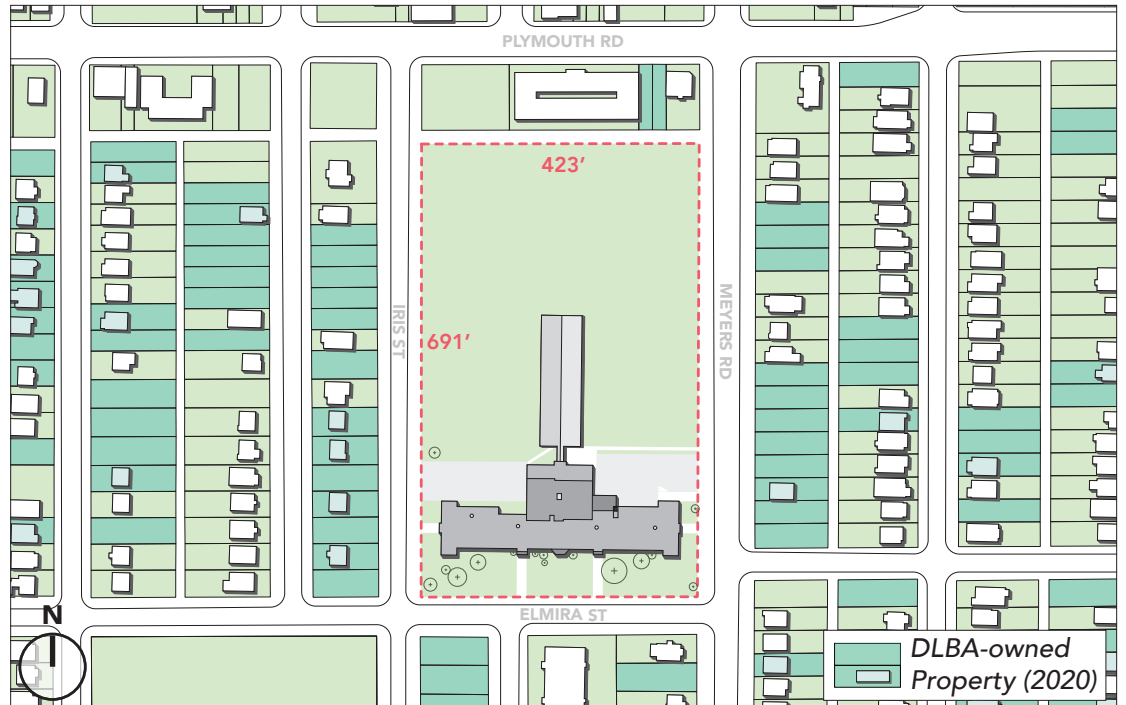 PLYMOUTH RD
423’
IRIS ST
MEYERS RD
691’
ELMIRA ST
N
DLBA-owned
Property (2020)